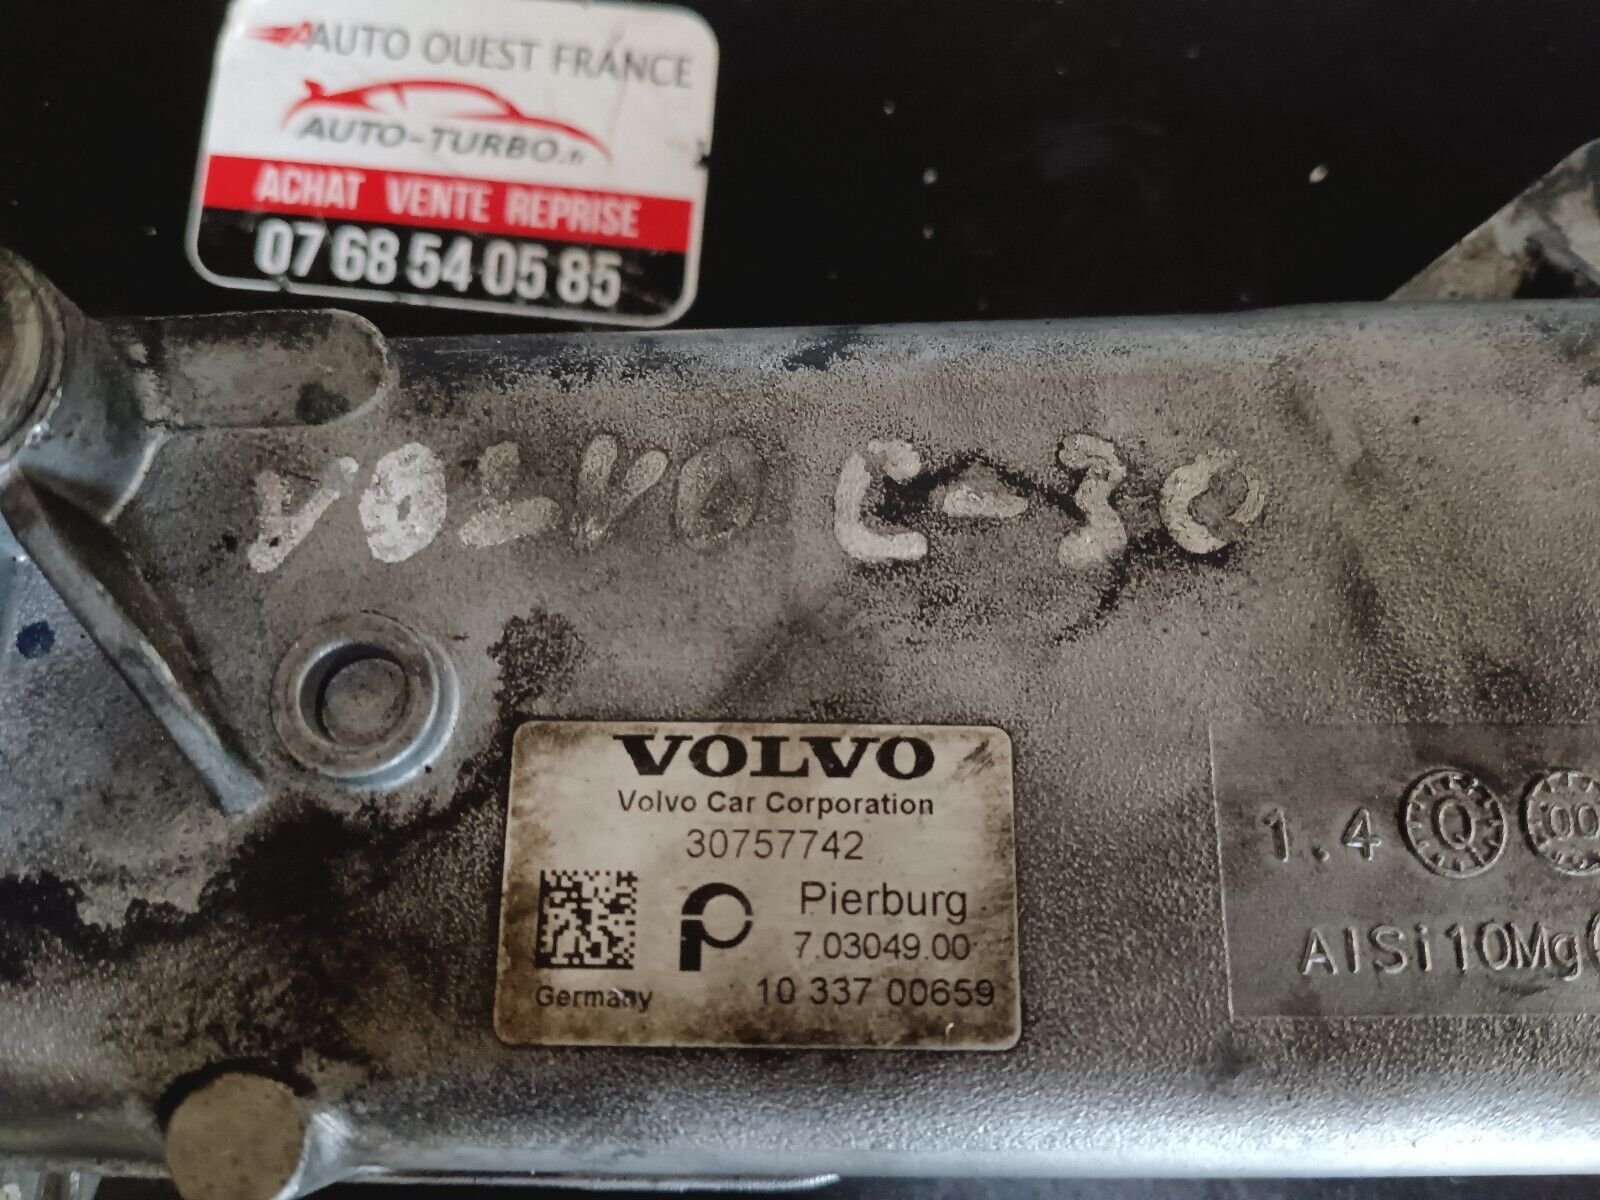 AUTO OUEST FRANCE
AUTO-TURBO.fr
ACHAT VENTE REPRISE
07 68 54 05 85
VOLVO C-30
VOLVO
Volvo Car Corporation
30757742
Pierburg
7.03049.00
Germany
10 337 00659
1.4 Q 00
AlSi10Mg